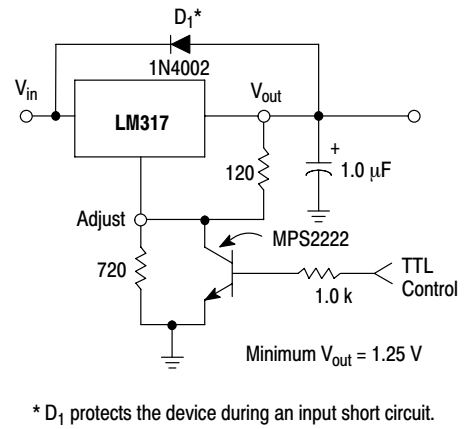 D1*
1N4002
Vin
Vout
LM317
120
+
1.0 μF
Adjust
MPS2222
720
TTL
Control
1.0 k
Minimum Vout = 1.25 V
* D1 protects the device during an input short circuit.